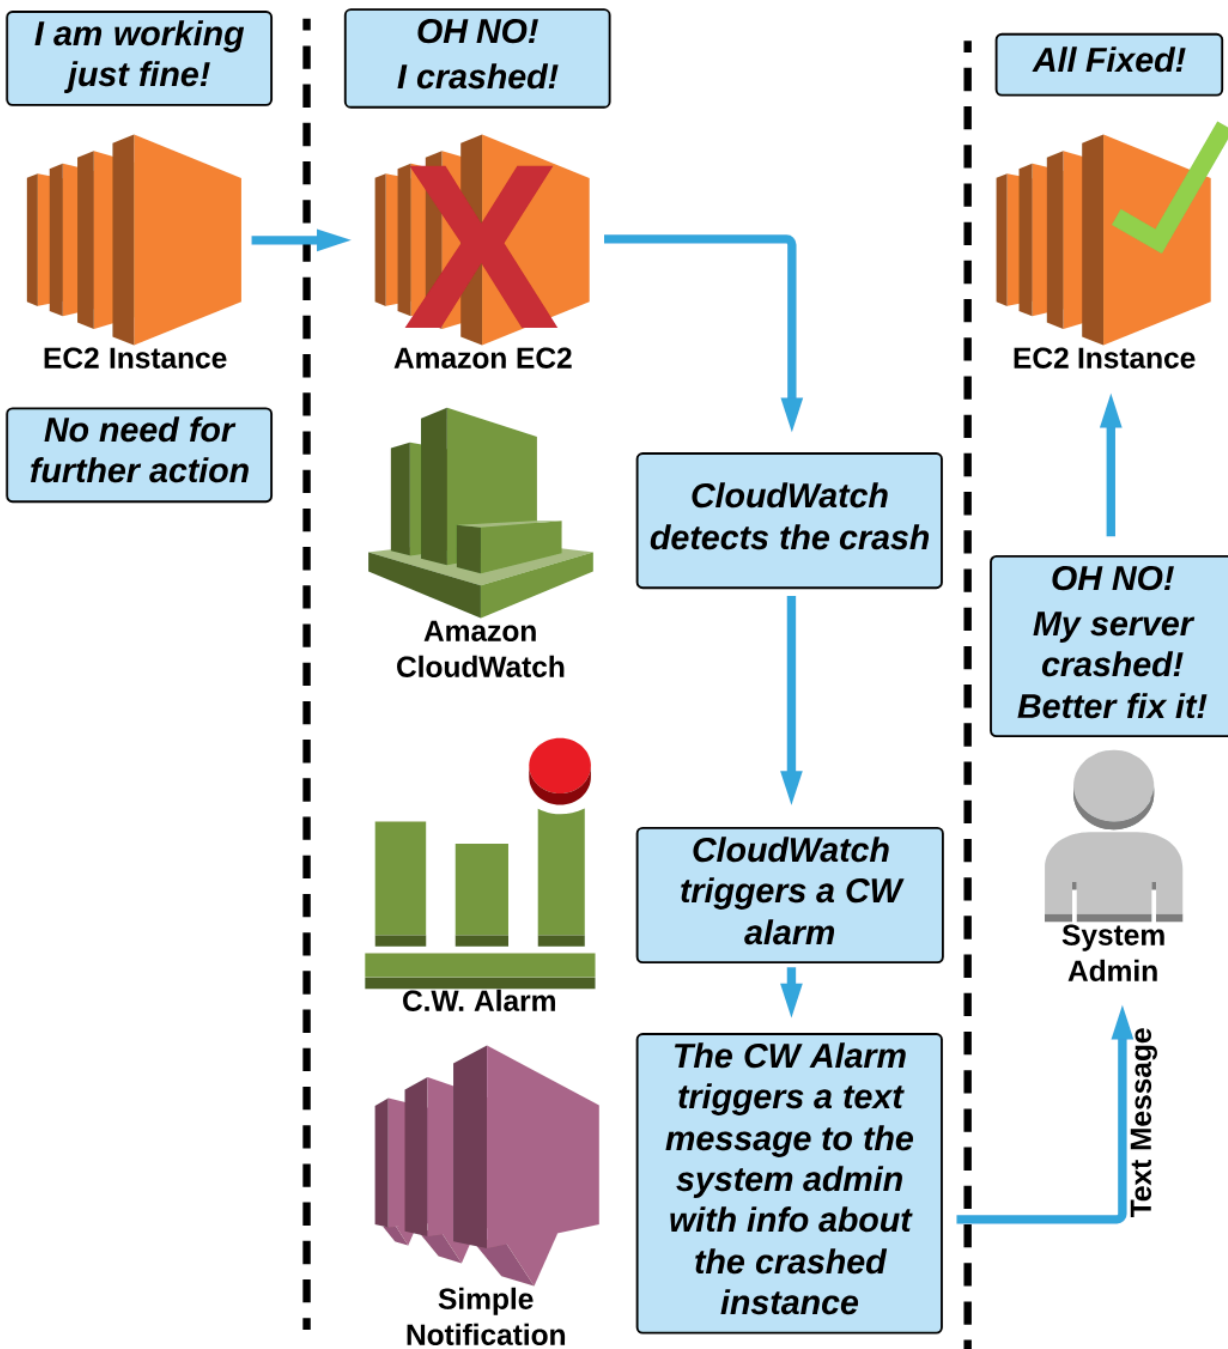 I am working
just fine!
EC2 Instance
No need for
further action
OH NO!
I crashed!
Amazon EC2
Amazon
CloudWatch
CloudWatch
detects the crash
C.W. Alarm
CloudWatch
triggers a CW
alarm
Simple
Notification
The CW Alarm
triggers a text
message to the
system admin
with info about
the crashed
instance
Text Message
System
Admin
OH NO!
My server
crashed!
Better fix it!
All Fixed!
EC2 Instance